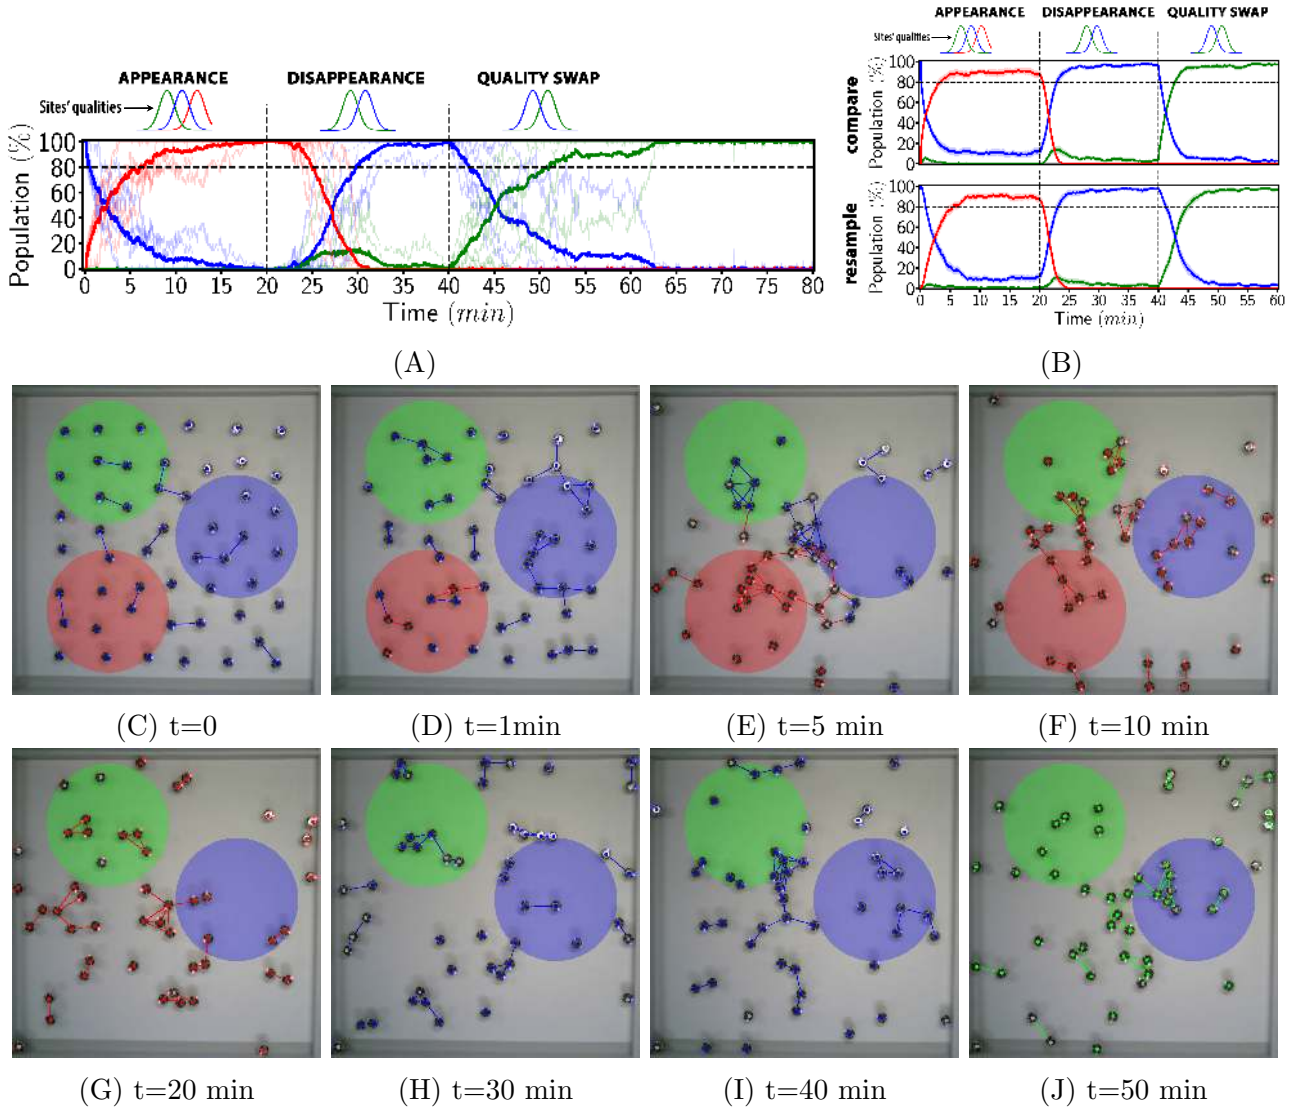 APPEARANCE DISAPPEARANCE QUALITY SWAP
Sites' qualities
Population (%)
100
80
60
40
20
0
0 5 10 15 20 25 30 35 40 45 50 55 60 65 70 75 80
Time (min)
(A)
APPEARANCE DISAPPEARANCE QUALITY SWAP
Sites' qualities
compare
Population (%)
100
80
60
40
20
0
resample
Population (%)
100
80
60
40
20
0
0 5 10 15 20 25 30 35 40 45 55 60
Time (min)
(B)
(C) t=0
(D) t=1min
(E) t=5 min
(F) t=10 min
(G) t=20 min
(H) t=30 min
(I) t=40 min
(J) t=50 min